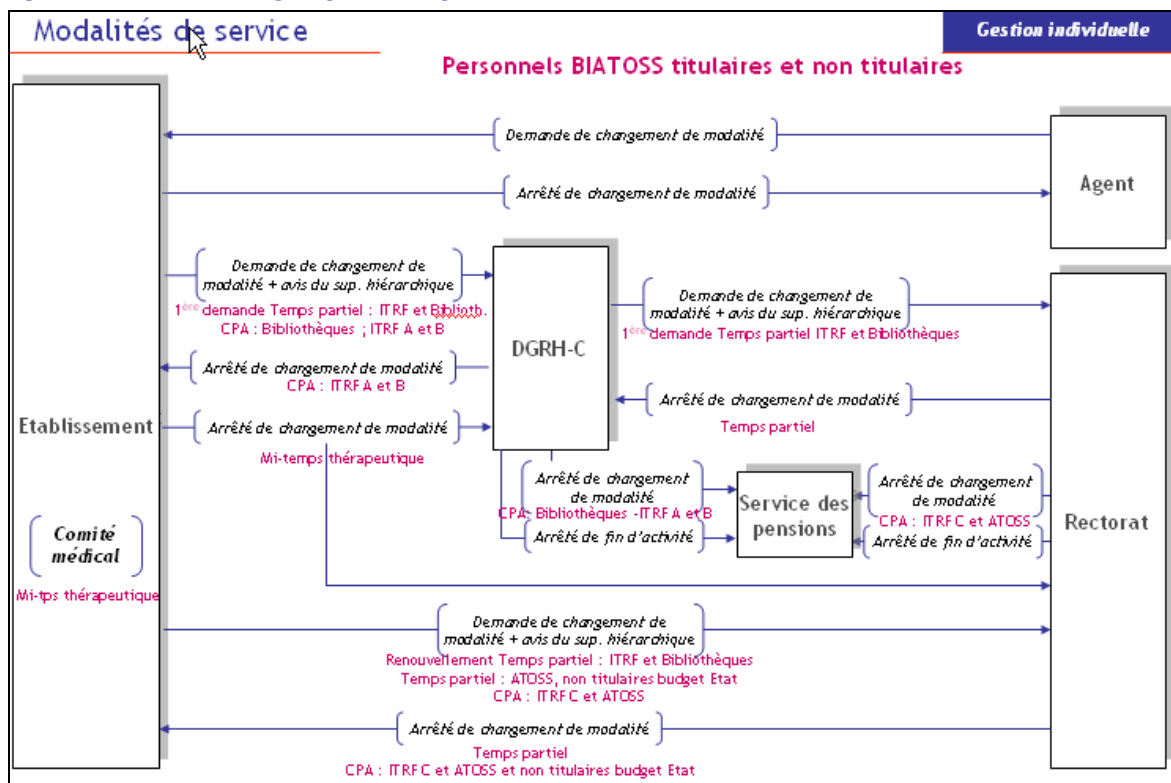 Modalités de service
Gestion individuelle
Personnels BIATOSS titulaires et non titulaires
Demande de changement de modalité
Agent
Arrêté de changement de modalité
Demande de changement de
modalité + avis du sup. hiérarchique
1ère demande Temps partiel : ITRF et Biblioth.
CPA : Bibliothèques ; ITRF A et B
DGRH-C
Demande de changement de
modalité + avis du sup. hiérarchique
1ère demande Temps partiel ITRF et Bibliothèques
Arrêté de changement de modalité
CPA : ITRF A et B
Arrêté de changement de modalité
Temps partiel
Etablissement
Arrêté de changement de modalité
Mi-temps thérapeutique
Arrêté de changement
de modalité
CPA: Bibliothèques -ITRF A et B
Arrêté de fin d'activité
Service des
pensions
Arrêté de changement
de modalité
CPA : ITRF C et ATOSS
Arrêté de fin d'activité
Rectorat
Comité
médical
Mi-tps thérapeutique
Demande de changement de
modalité + avis du sup. hiérarchique
Renouvellement Temps partiel : ITRF et Bibliothèques
Temps partiel : ATOSS, non titulaires budget Etat
CPA : ITRF C et ATOSS
Arrêté de changement de modalité
Temps partiel
CPA : ITRF C et ATOSS et non titulaires budget Etat